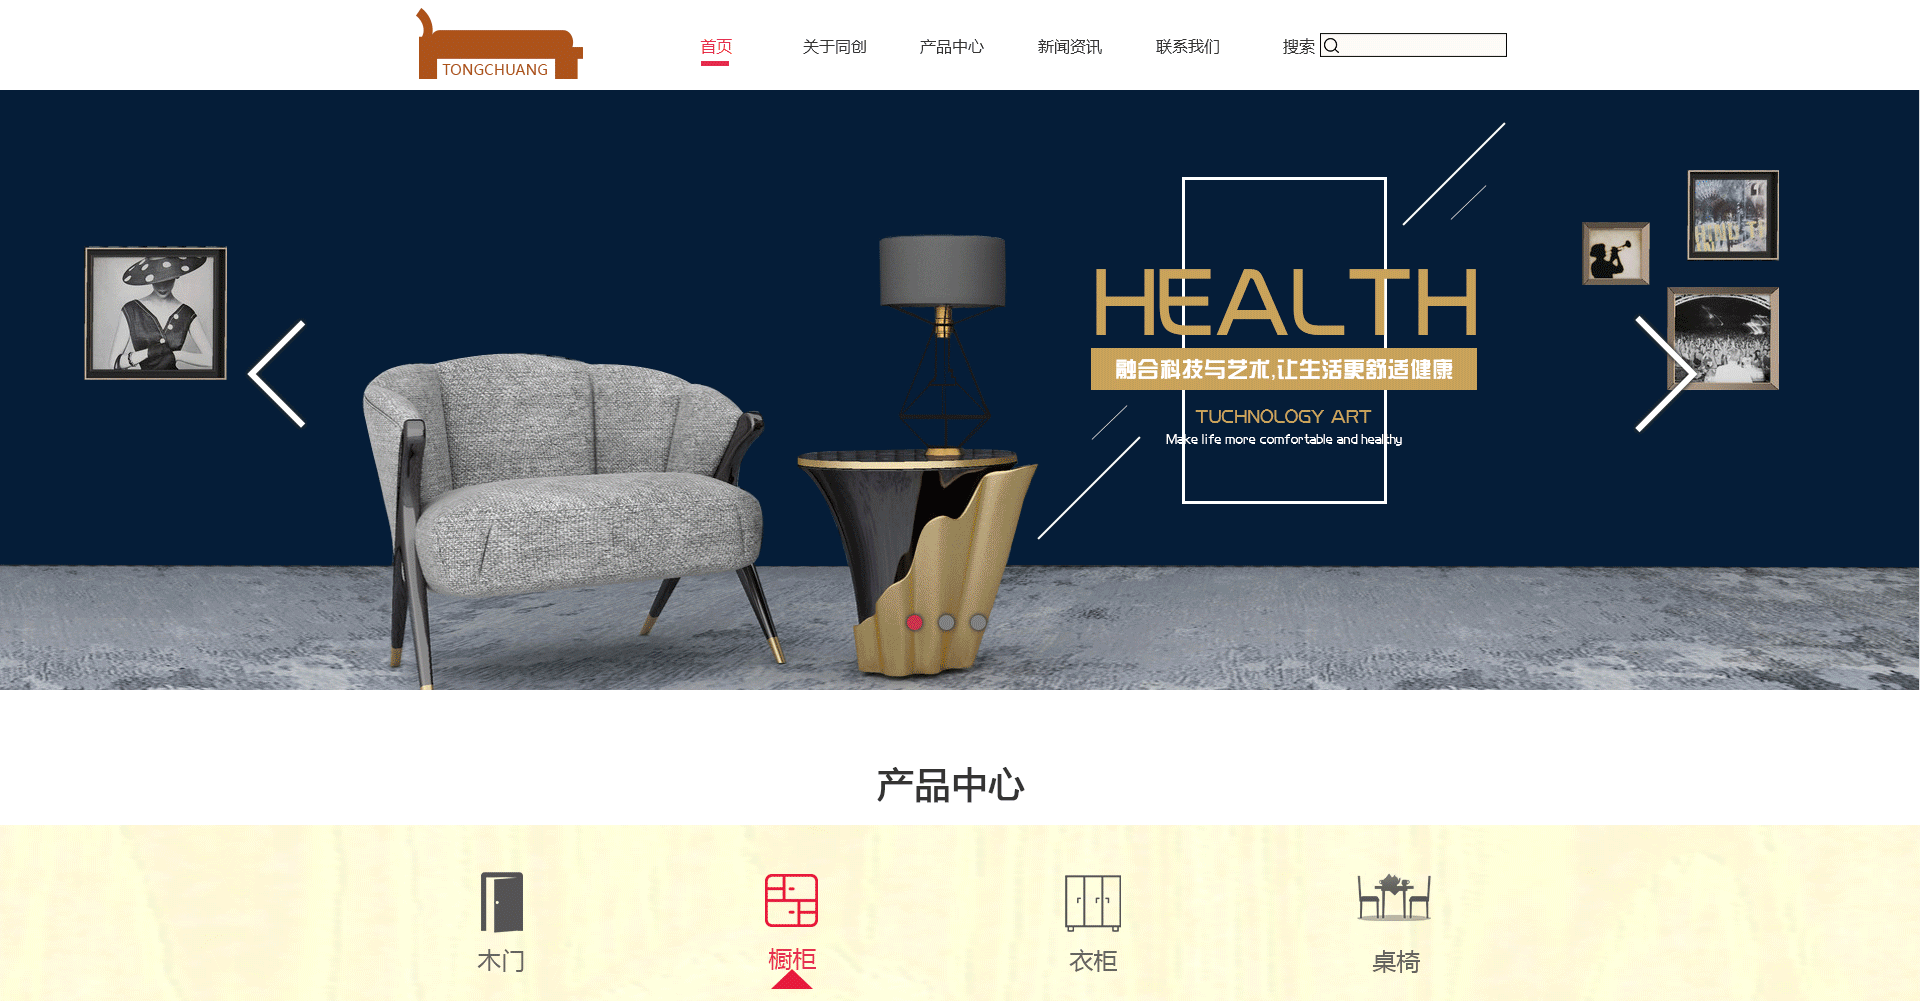 TONGCHUANG
首页 关于同创 产品中心 新闻资讯 联系我们 搜索
HEALTH
融合科技与艺术,让生活更舒适健康
TUCHNOLOGY ART
Make life more comfortable and healthy
产品中心
木门 橱柜 衣柜 桌椅